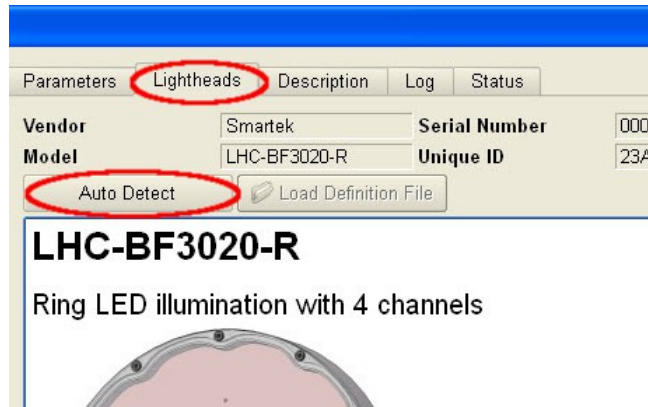 Parameters Lightheads Description Log Status
Vendor Smartek Serial Number 000
Model LHC-BF3020-R Unique ID 23A
Auto Detect Load Definition File
LHC-BF3020-R
Ring LED illumination with 4 channels